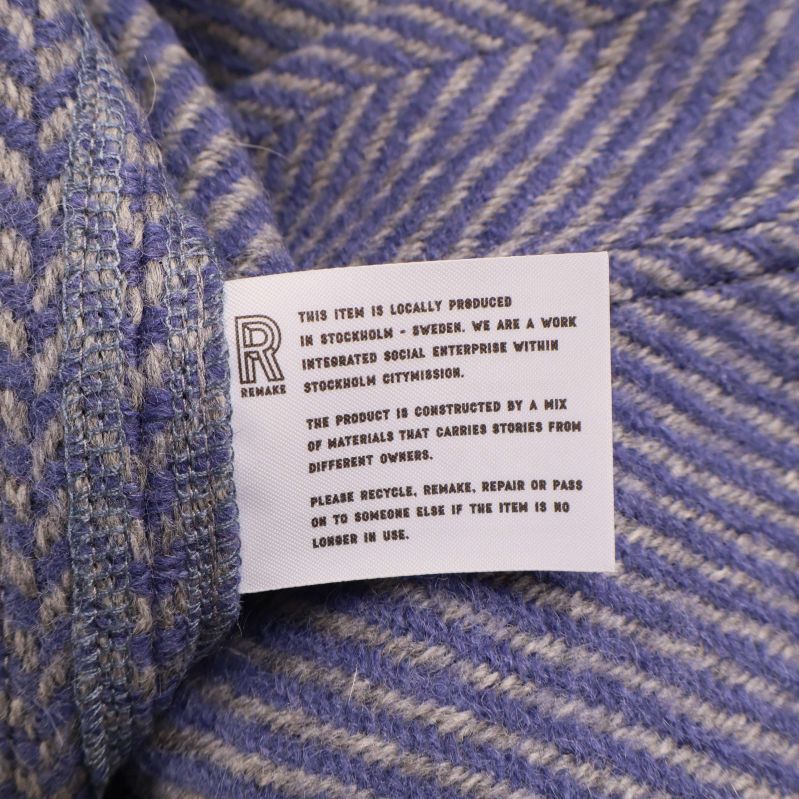 R
REMAKE
THIS ITEM IS LOCALLY PRODUCED
IN STOCKHOLM - SWEDEN. WE ARE A WORK
INTEGRATED SOCIAL ENTERPRISE WITHIN
STOCKHOLM CITYMISSION.
THE PRODUCT IS CONSTRUCTED BY A MIX
OF MATERIALS THAT CARRIES STORIES FROM
DIFFERENT OWNERS.
PLEASE RECYCLE, REMAKE, REPAIR OR PASS
ON TO SOMEONE ELSE IF THE ITEM IS NO
LONGER IN USE.